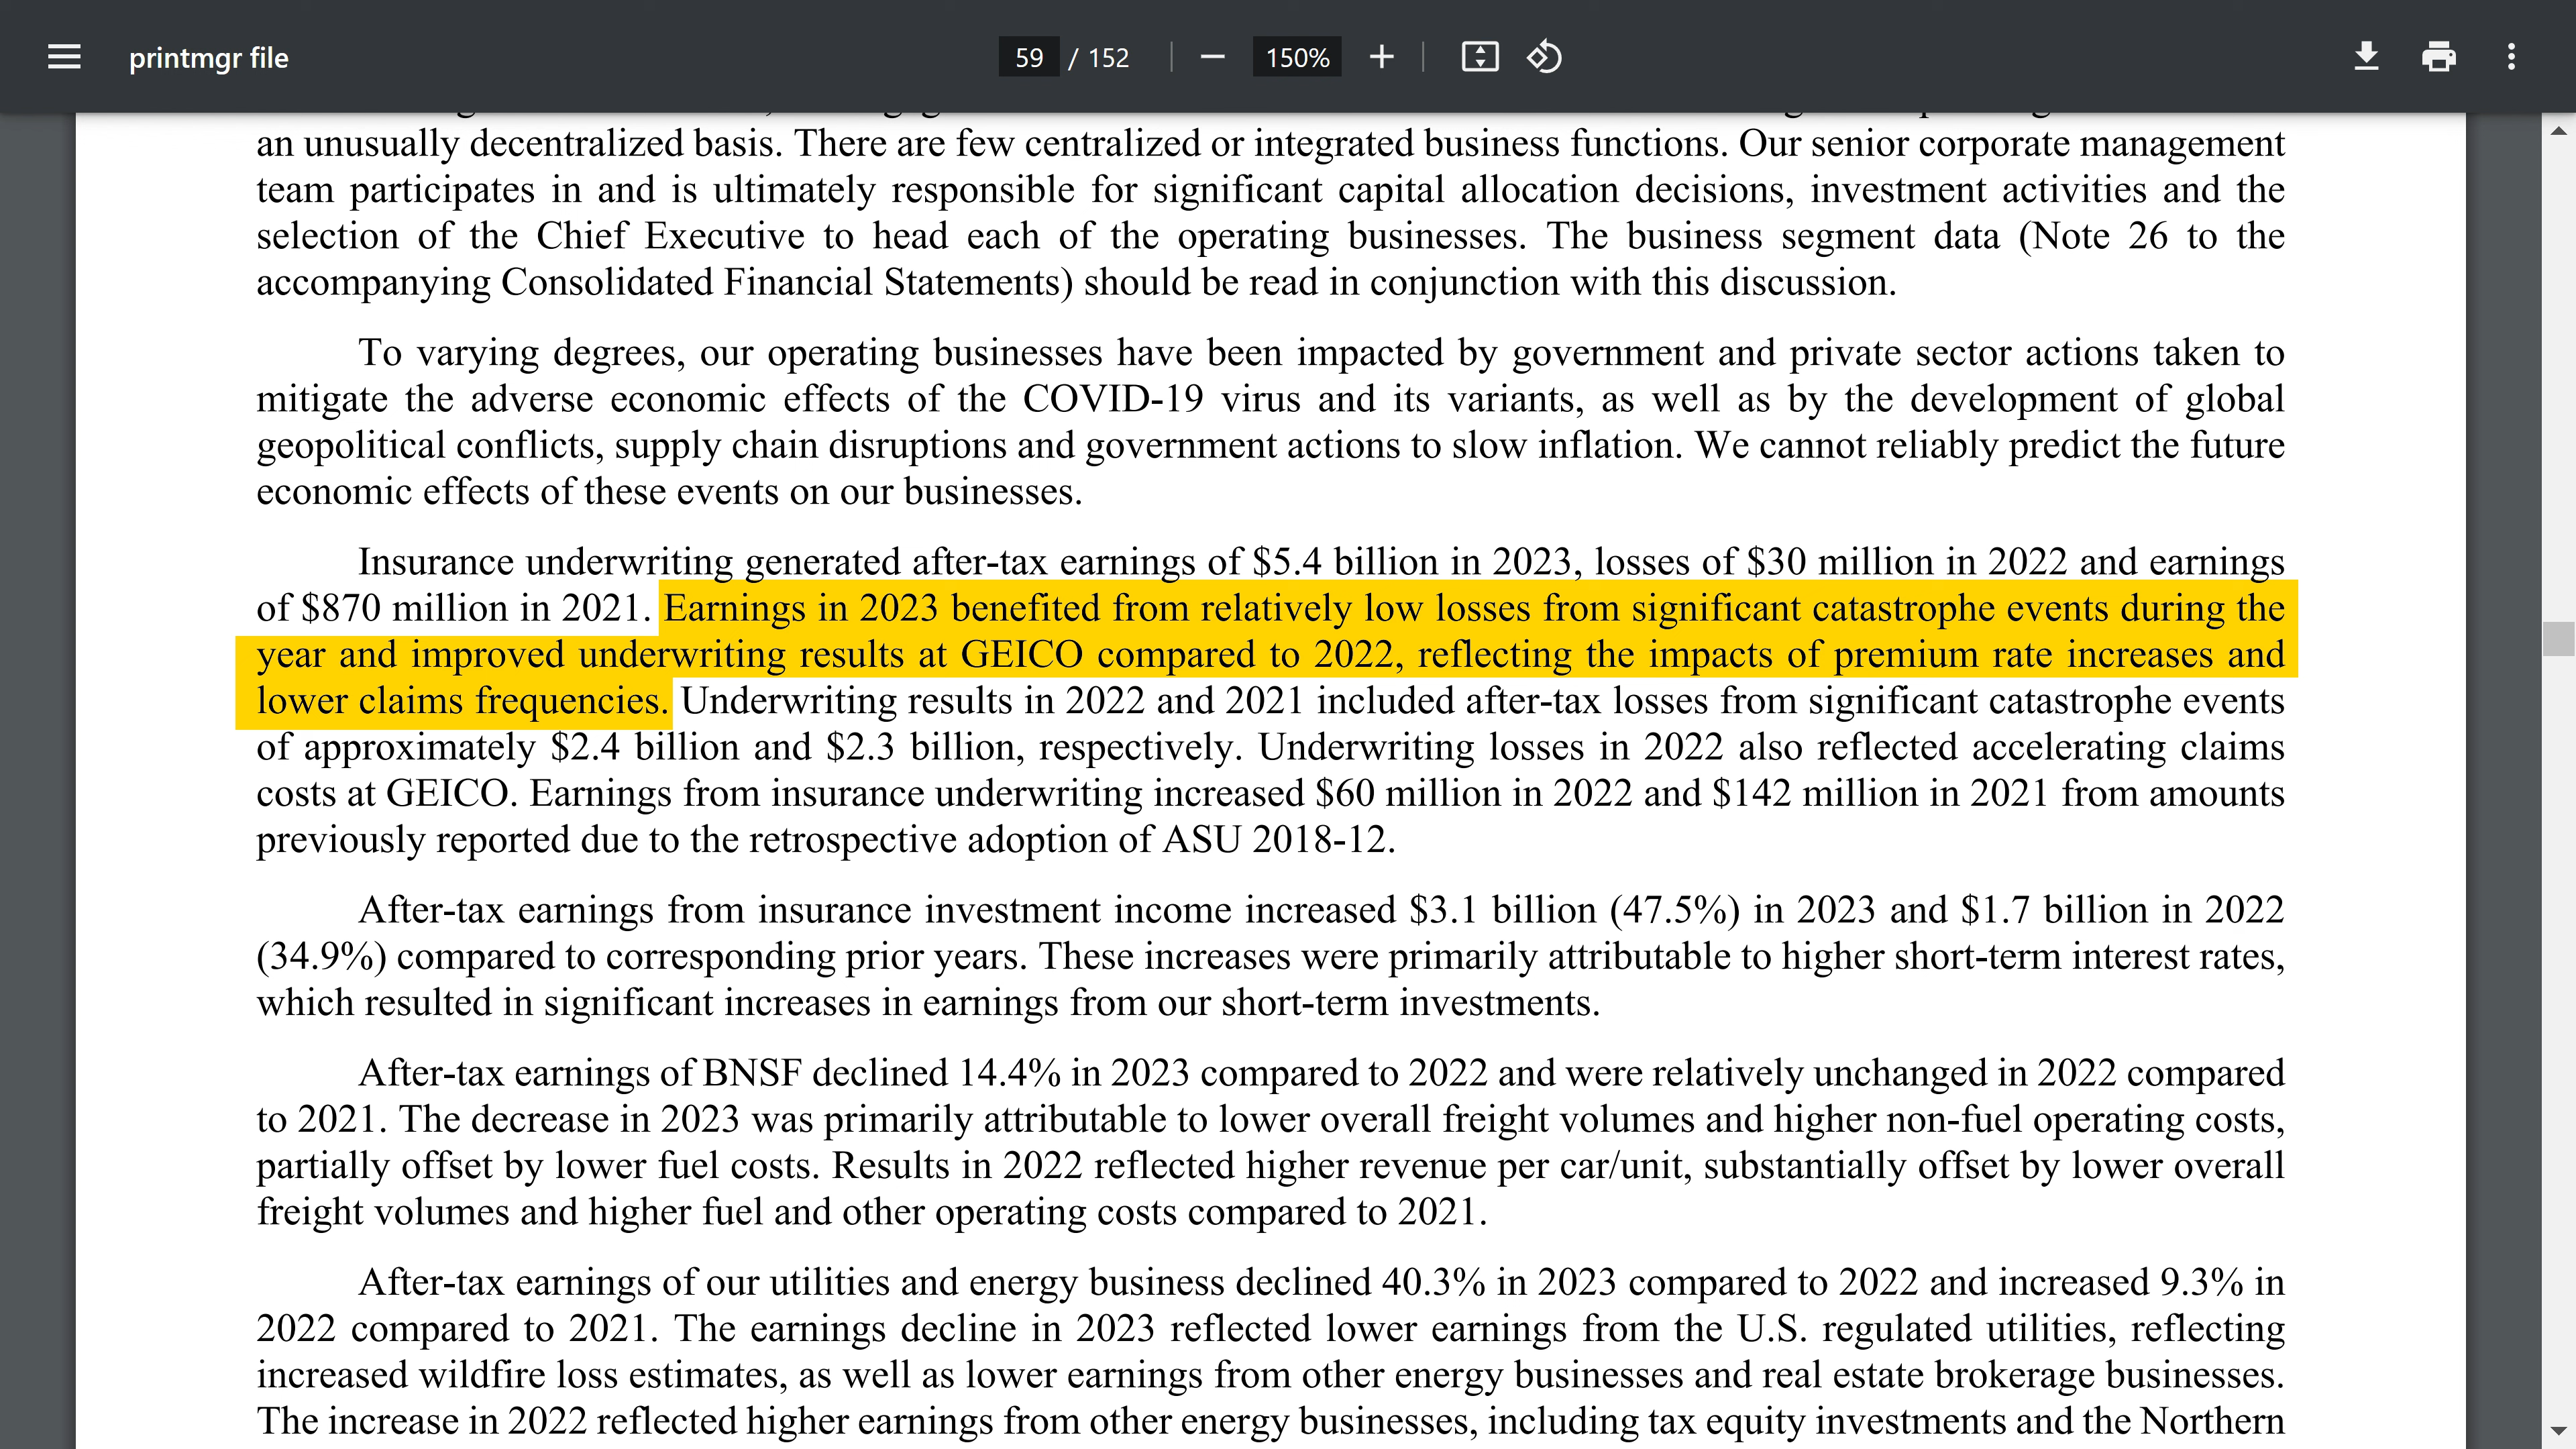 printmgr file
59 / 152
150%
an unusually decentralized basis. There are few centralized or integrated business functions. Our senior corporate management
team participates in and is ultimately responsible for significant capital allocation decisions, investment activities and the
selection of the Chief Executive to head each of the operating businesses. The business segment data (Note 26 to the
accompanying Consolidated Financial Statements) should be read in conjunction with this discussion.
To varying degrees, our operating businesses have been impacted by government and private sector actions taken to
mitigate the adverse economic effects of the COVID-19 virus and its variants, as well as by the development of global
geopolitical conflicts, supply chain disruptions and government actions to slow inflation. We cannot reliably predict the future
economic effects of these events on our businesses.
Insurance underwriting generated after-tax earnings of $5.4 billion in 2023, losses of $30 million in 2022 and earnings
of $870 million in 2021. Earnings in 2023 benefited from relatively low losses from significant catastrophe events during the
year and improved underwriting results at GEICO compared to 2022, reflecting the impacts of premium rate increases and
lower claims frequencies. Underwriting results in 2022 and 2021 included after-tax losses from significant catastrophe events
of approximately $2.4 billion and $2.3 billion, respectively. Underwriting losses in 2022 also reflected accelerating claims
costs at GEICO. Earnings from insurance underwriting increased $60 million in 2022 and $142 million in 2021 from amounts
previously reported due to the retrospective adoption of ASU 2018-12.
After-tax earnings from insurance investment income increased $3.1 billion (47.5%) in 2023 and $1.7 billion in 2022
(34.9%) compared to corresponding prior years. These increases were primarily attributable to higher short-term interest rates,
which resulted in significant increases in earnings from our short-term investments.
After-tax earnings of BNSF declined 14.4% in 2023 compared to 2022 and were relatively unchanged in 2022 compared
to 2021. The decrease in 2023 was primarily attributable to lower overall freight volumes and higher non-fuel operating costs,
partially offset by lower fuel costs. Results in 2022 reflected higher revenue per car/unit, substantially offset by lower overall
freight volumes and higher fuel and other operating costs compared to 2021.
After-tax earnings of our utilities and energy business declined 40.3% in 2023 compared to 2022 and increased 9.3% in
2022 compared to 2021. The earnings decline in 2023 reflected lower earnings from the U.S. regulated utilities, reflecting
increased wildfire loss estimates, as well as lower earnings from other energy businesses and real estate brokerage businesses.
The increase in 2022 reflected higher earnings from other energy businesses, including tax equity investments and the Northern